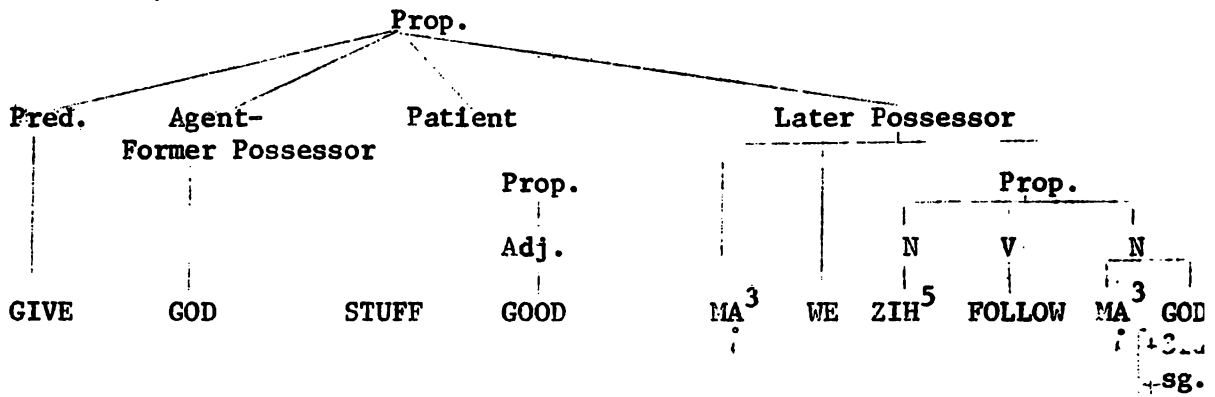 Prop.
Pred. Agent- Patient Later Possessor
Former Possessor
Prop. Prop.
Adj. N V N
GIVE GOD STUFF GOOD MA³ WE ZIH⁵ FOLLOW MA³ GOD
i i
+sg.